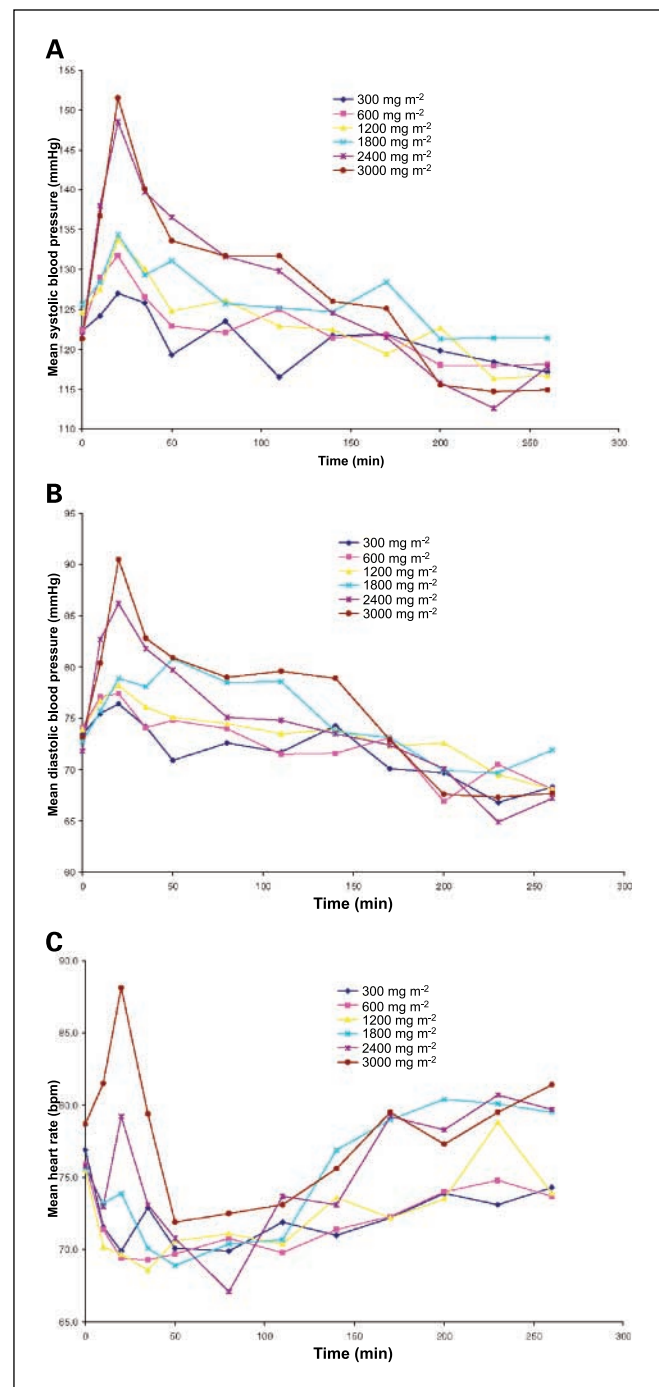 A
Mean systolic blood pressure (mmHg)
155
150
145
140
135
130
125
120
115
110
0
50
100
150
200
250
300
Time (min)
300 mg m⁻²
600 mg m⁻²
1200 mg m⁻²
1800 mg m⁻²
2400 mg m⁻²
3000 mg m⁻²
B
Mean diastolic blood pressure (mmHg)
95
90
85
80
75
70
65
60
0
50
100
150
200
250
300
Time (min)
300 mg m⁻²
600 mg m⁻²
1200 mg m⁻²
1800 mg m⁻²
2400 mg m⁻²
3000 mg m⁻²
C
Mean heart rate (bpm)
90.0
85.0
80.0
75.0
70.0
65.0
0
50
100
150
200
250
300
Time (min)
300 mg m⁻²
600 mg m⁻²
1200 mg m⁻²
1800 mg m⁻²
2400 mg m⁻²
3000 mg m⁻²